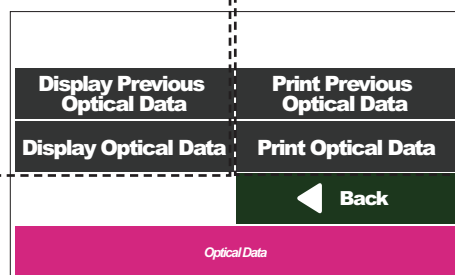 Display Previous
Optical Data
Print Previous
Optical Data
Display Optical Data
Print Optical Data
Back
Optical Data